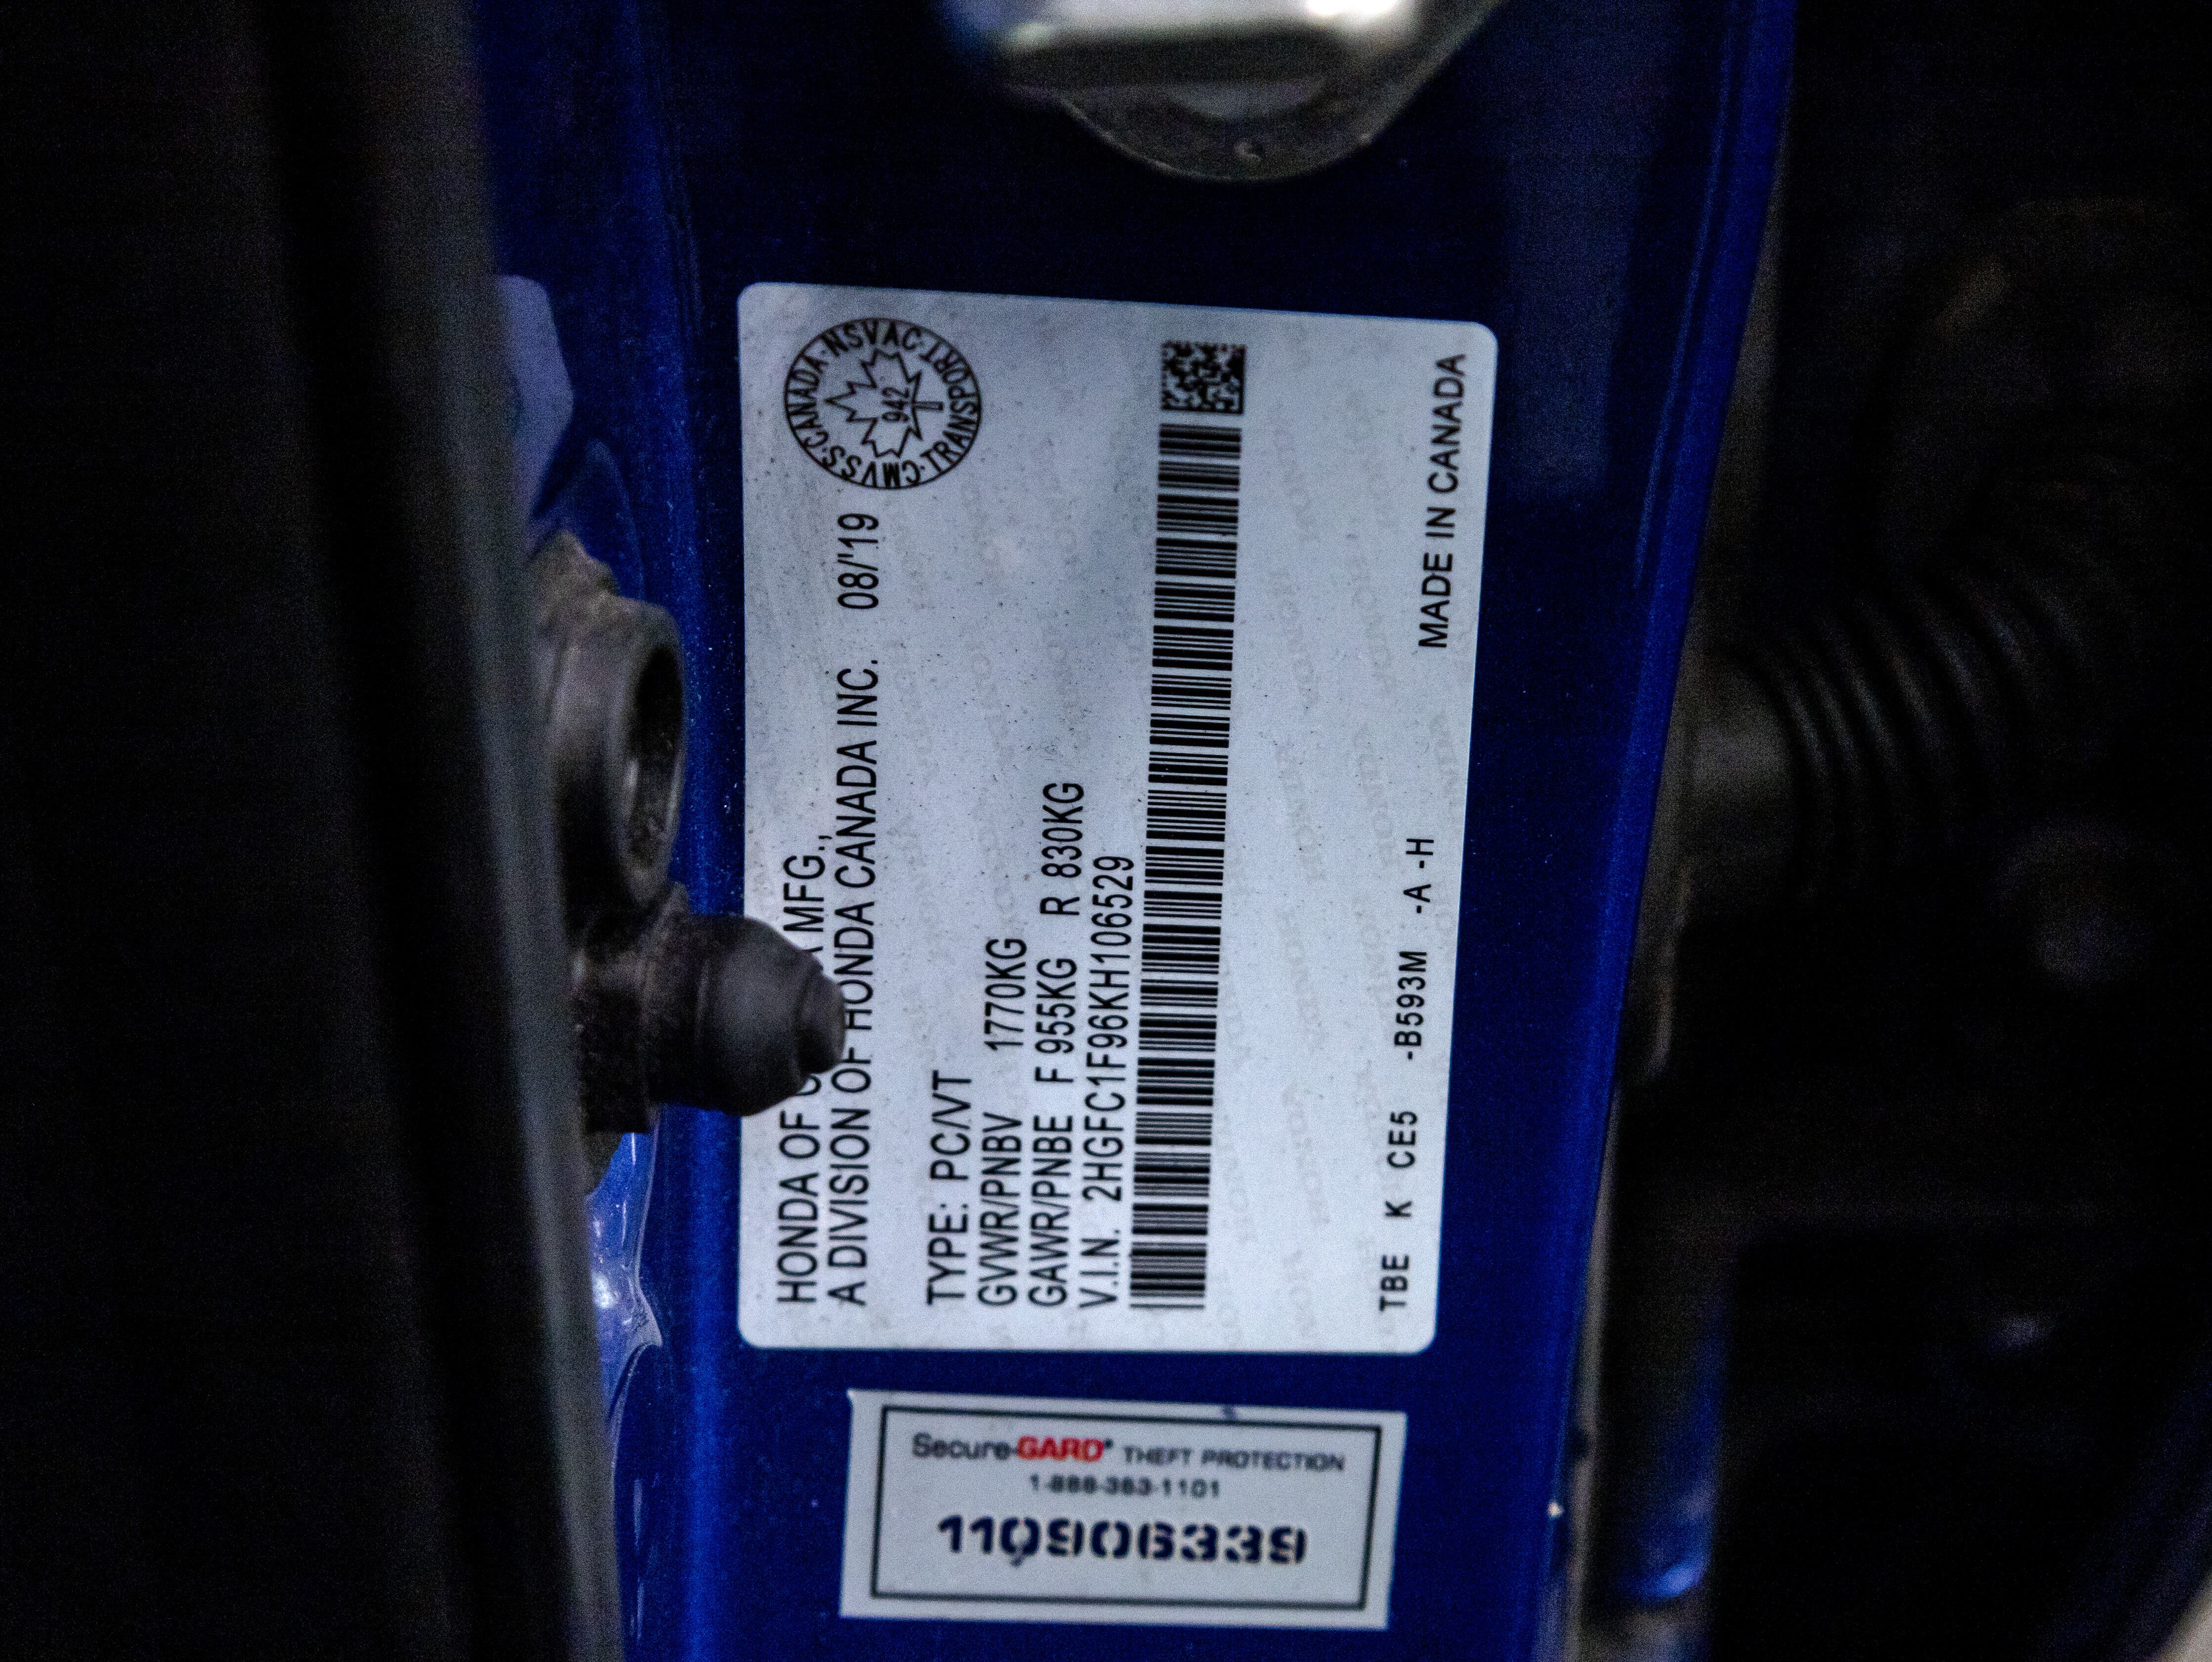 HONDA OF MFG.,
A DIVISION OF HONDA CANADA INC. 08/'19
CANADA·NSVAC·TRANSPORT·CMVSS·
942
TYPE: PC/VT
GVWR/PNBV 1770KG
GAWR/PNBE F 955KG R 830KG
V.I.N. 2HGFC1F96KH106529
TBE K CE5 -B593M -A -H
MADE IN CANADA
Secure-GARD® THEFT PROTECTION
1-888-363-1101
110906339